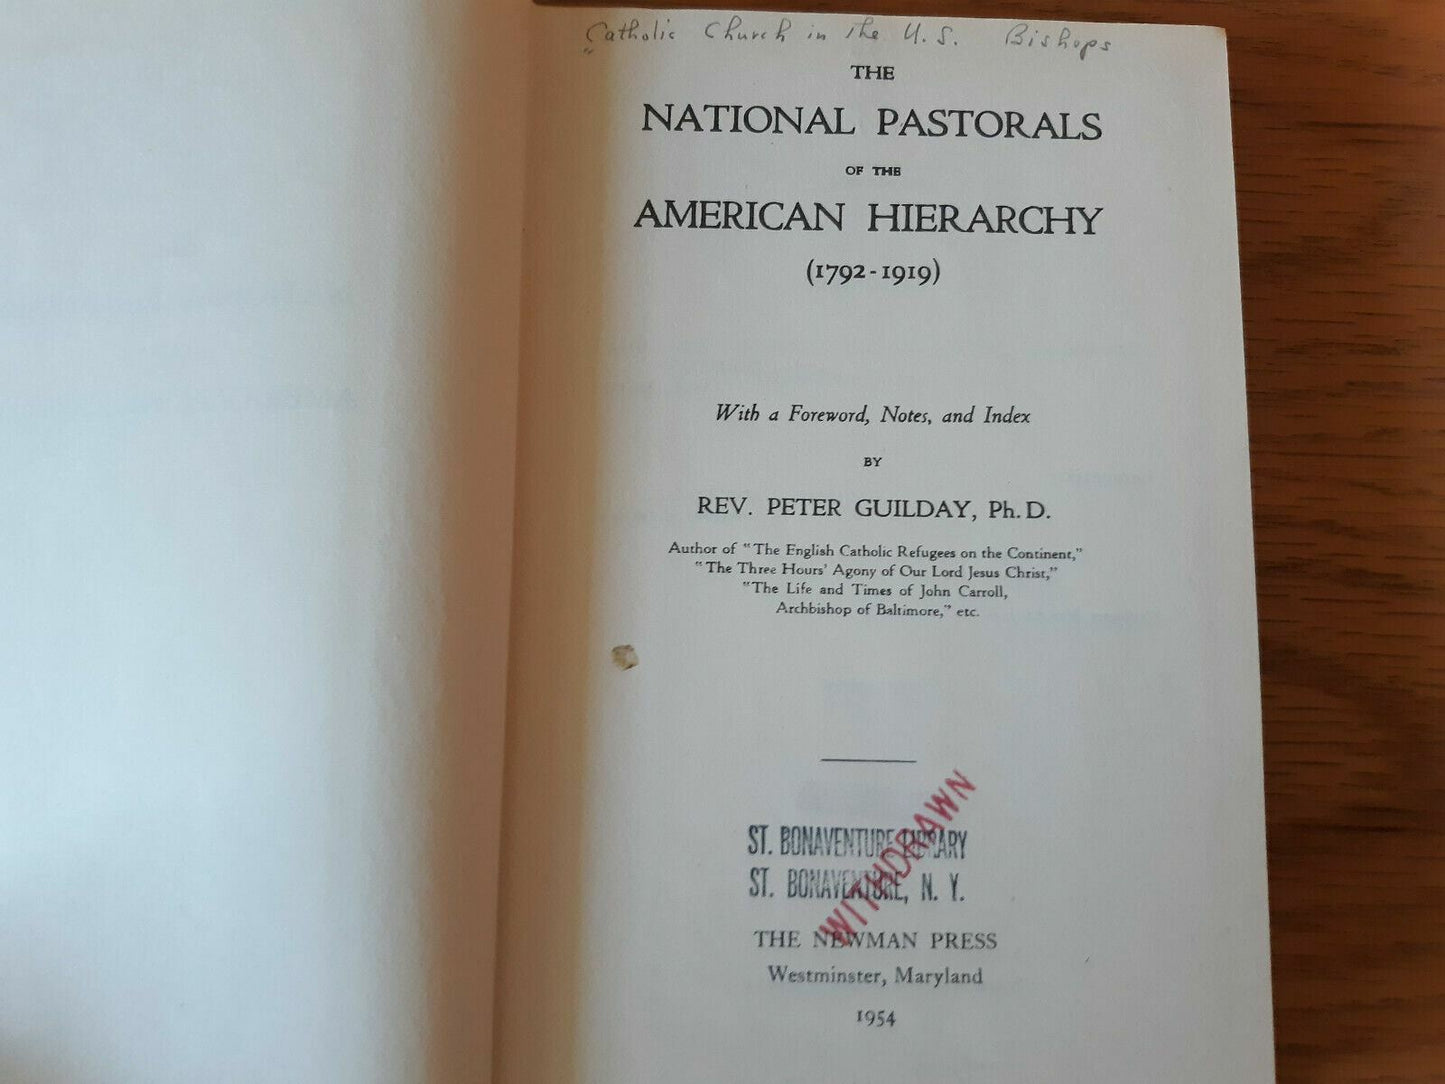 Catholic Church in the U.S. Bishops
THE
NATIONAL PASTORALS
OF THE
AMERICAN HIERARCHY
(1792-1919)
With a Foreword, Notes, and Index
BY
REV. PETER GUILDAY, Ph.D.
Author of "The English Catholic Refugees on the Continent,"
"The Three Hours' Agony of Our Lord Jesus Christ,"
"The Life and Times of John Carroll,
Archbishop of Baltimore," etc.
ST. BONAVENTURE LIBRARY
ST. BONAVENTURE, N. Y.
WITHDRAWN
THE NEWMAN PRESS
Westminster, Maryland
1954